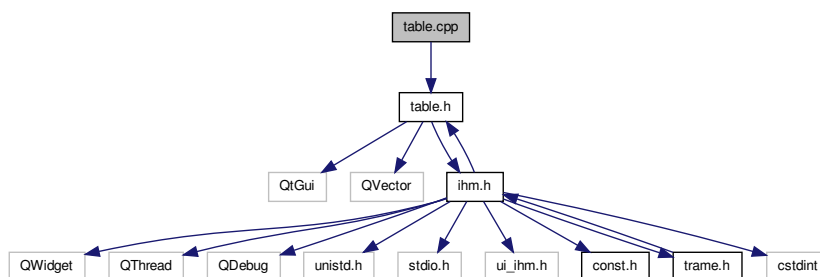 table.cpp
table.h
QtGui
QVector
ihm.h
QWidget
QThread
QDebug
unistd.h
stdio.h
ui_ihm.h
const.h
trame.h
cstdint